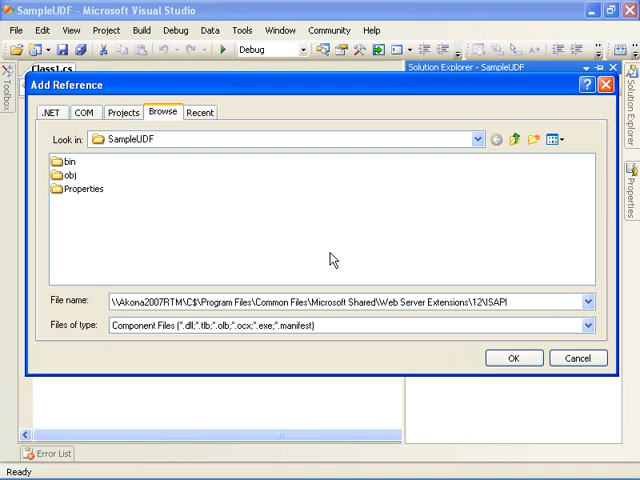 SampleUDF - Microsoft Visual Studio
File Edit View Project Build Debug Data Tools Window Community Help
Debug
Class1.cs
Solution Explorer - SampleUDF
Toolbox
Add Reference
.NET COM Projects Browse Recent
Look in: SampleUDF
bin
obj
Properties
File name: \\Akona2007RTM\C$\Program Files\Common Files\Microsoft Shared\Web Server Extensions\12\ISAPI
Files of type: Component Files (*.dll;*.tlb;*.olb;*.ocx;*.exe;*.manifest)
OK Cancel
Solution Explorer
Properties
Error List
Ready